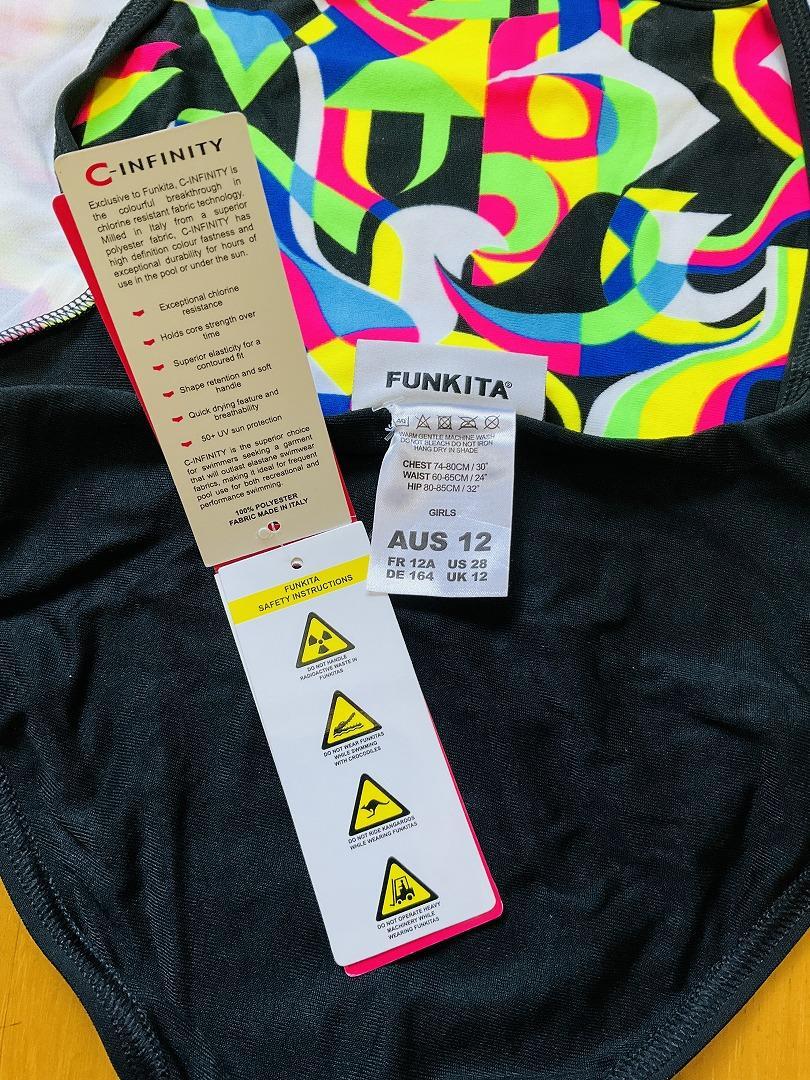 C-INFINITY
Exclusive to Funkita, C-INFINITY is
the colourful breakthrough in
chlorine resistant fabric technology.
Milled in Italy from a superior
polyester fabric, C-INFINITY has
high definition colour fastness and
exceptional durability for hours of
use in the pool or under the sun.
Exceptional chlorine
resistance
Holds core strength over
time
Superior elasticity for a
contoured fit
Shape retention and soft
handle
Quick drying feature and
breathability
50+ UV sun protection
C-INFINITY is the superior choice
for swimmers seeking a garment
that will outlast elastane swimwear
fabrics, making it ideal for frequent
pool use for both recreational and
performance swimming.
100% POLYESTER
FABRIC MADE IN ITALY
FUNKITA®
WARM GENTLE MACHINE WASH
DO NOT BLEACH DO NOT IRON
HANG DRY IN SHADE
CHEST 74-80CM / 30"
WAIST 60-65CM / 24"
HIP 80-85CM / 32"
GIRLS
AUS 12
FR 12A US 28
DE 164 UK 12
FUNKITA
SAFETY INSTRUCTIONS
DO NOT HANDLE
RADIOACTIVE WASTE IN
FUNKITAS
DO NOT WEAR FUNKITAS
WHILE SWIMMING
WITH CROCODILES
DO NOT RIDE KANGAROOS
WHILE WEARING FUNKITAS
DO NOT OPERATE HEAVY
MACHINERY WHILE
WEARING FUNKITAS